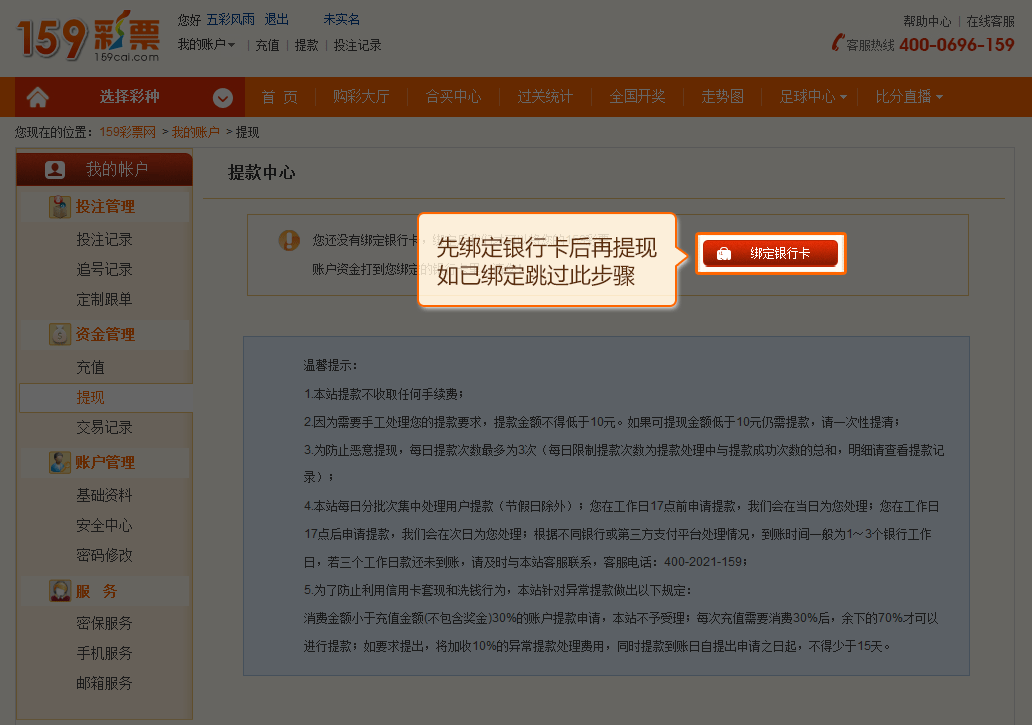 159彩票
159cai.com
您好 五彩风雨 退出 未实名
我的账户 | 充值 | 提款 | 投注记录
帮助中心 | 在线客服
客服热线 400-0696-159
选择彩种 首 页 购彩大厅 合买中心 过关统计 全国开奖 走势图 足球中心 比分直播
您现在的位置：159彩票网 > 我的账户 > 提现
我的帐户
投注管理
投注记录
追号记录
定制跟单
资金管理
充值
提现
交易记录
账户管理
基础资料
安全中心
密码修改
服 务
密保服务
手机服务
邮箱服务
提款中心
您还没有绑定银行卡，
账户资金打到您绑定的
先绑定银行卡后再提现
如已绑定跳过此步骤
绑定银行卡
温馨提示：
1.本站提款不收取任何手续费；
2.因为需要手工处理您的提款要求，提款金额不得低于10元。如果可提现金额低于10元仍需提款，请一次性提清；
3.为防止恶意提现，每日提款次数最多为3次（每日限制提款次数为提款处理中与提款成功次数的总和，明细请查看提款记
录）；
4.本站每日分批次集中处理用户提款（节假日除外）；您在工作日17点前申请提款，我们会在当日为您处理；您在工作日
17点后申请提款，我们会在次日为您处理；根据不同银行或第三方支付平台处理情况，到账时间一般为1～3个银行工作
日，若三个工作日款还未到账，请及时与本站客服联系，客服电话：400-2021-159；
5.为了防止利用信用卡套现和洗钱行为，本站针对异常提款做出以下规定：
消费金额小于充值金额(不包含奖金)30%的账户提款申请，本站不予受理；每次充值需要消费30%后，余下的70%才可以
进行提款；如要求提出，将加收10%的异常提款处理费用，同时提款到账日自提出申请之日起，不得少于15天。